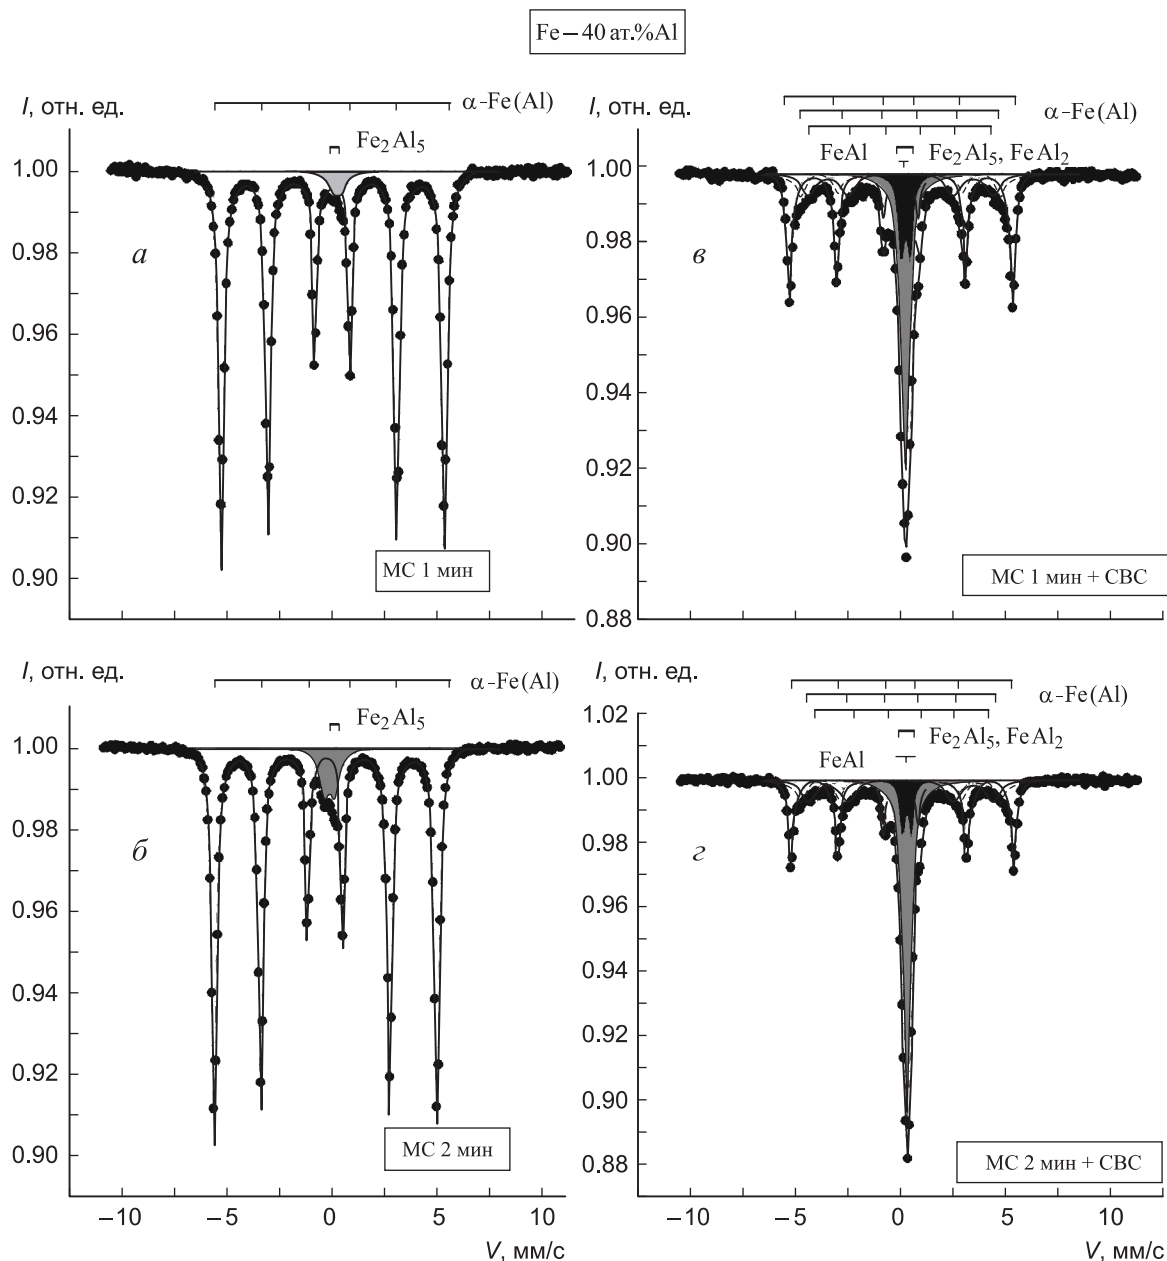 Fe – 40 ат.%Al
I, отн. ед.
α-Fe(Al)
Fe₂Al₅
1.00
0.98
0.96
0.94
0.92
0.90
а
МС 1 мин
I, отн. ед.
α-Fe(Al)
FeAl
Fe₂Al₅, FeAl₂
1.00
0.98
0.96
0.94
0.92
0.90
0.88
в
МС 1 мин + СВС
I, отн. ед.
α-Fe(Al)
Fe₂Al₅
1.00
0.98
0.96
0.94
0.92
0.90
б
МС 2 мин
–10 –5 0 5 10
V, мм/с
I, отн. ед.
α-Fe(Al)
Fe₂Al₅, FeAl₂
FeAl
1.02
1.00
0.98
0.96
0.94
0.92
0.90
0.88
г
МС 2 мин + СВС
–10 –5 0 5 10
V, мм/с